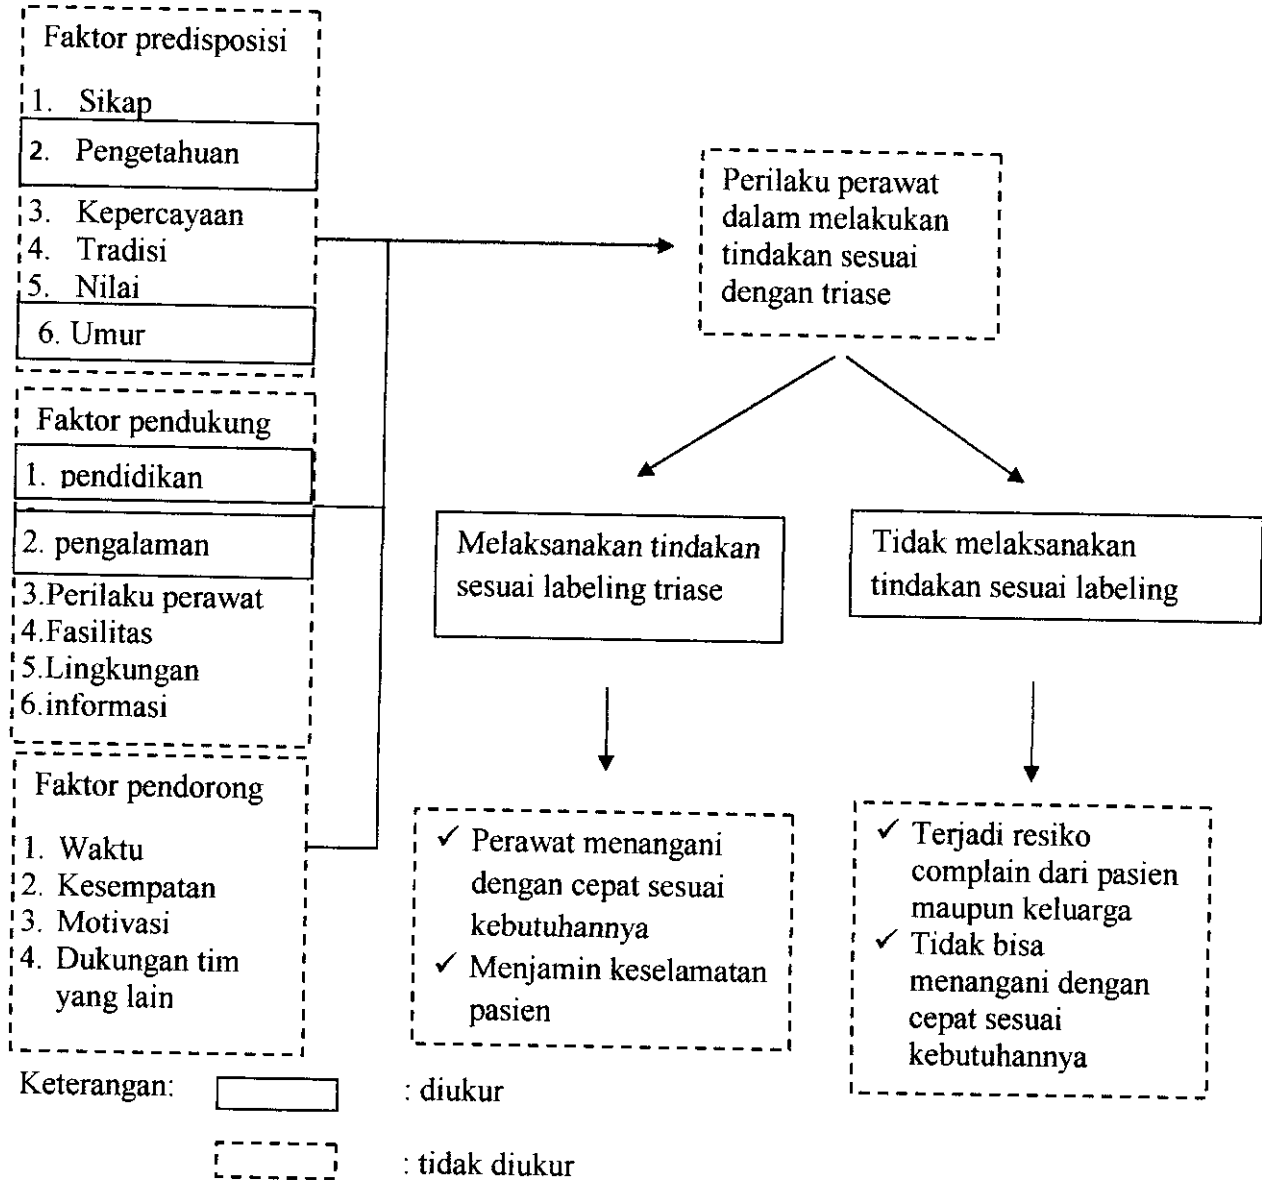 Faktor predisposisi
1. Sikap
2. Pengetahuan
3. Kepercayaan
4. Tradisi
5. Nilai
6. Umur
Faktor pendukung
1. pendidikan
2. pengalaman
3.Perilaku perawat
4.Fasilitas
5.Lingkungan
6.informasi
Faktor pendorong
1. Waktu
2. Kesempatan
3. Motivasi
4. Dukungan tim
yang lain
Perilaku perawat
dalam melakukan
tindakan sesuai
dengan triase
Melaksanakan tindakan
sesuai labeling triase
Tidak melaksanakan
tindakan sesuai labeling
✓ Perawat menangani
dengan cepat sesuai
kebutuhannya
✓ Menjamin keselamatan
pasien
✓ Terjadi resiko
complain dari pasien
maupun keluarga
✓ Tidak bisa
menangani dengan
cepat sesuai
kebutuhannya
Keterangan:
: diukur
: tidak diukur